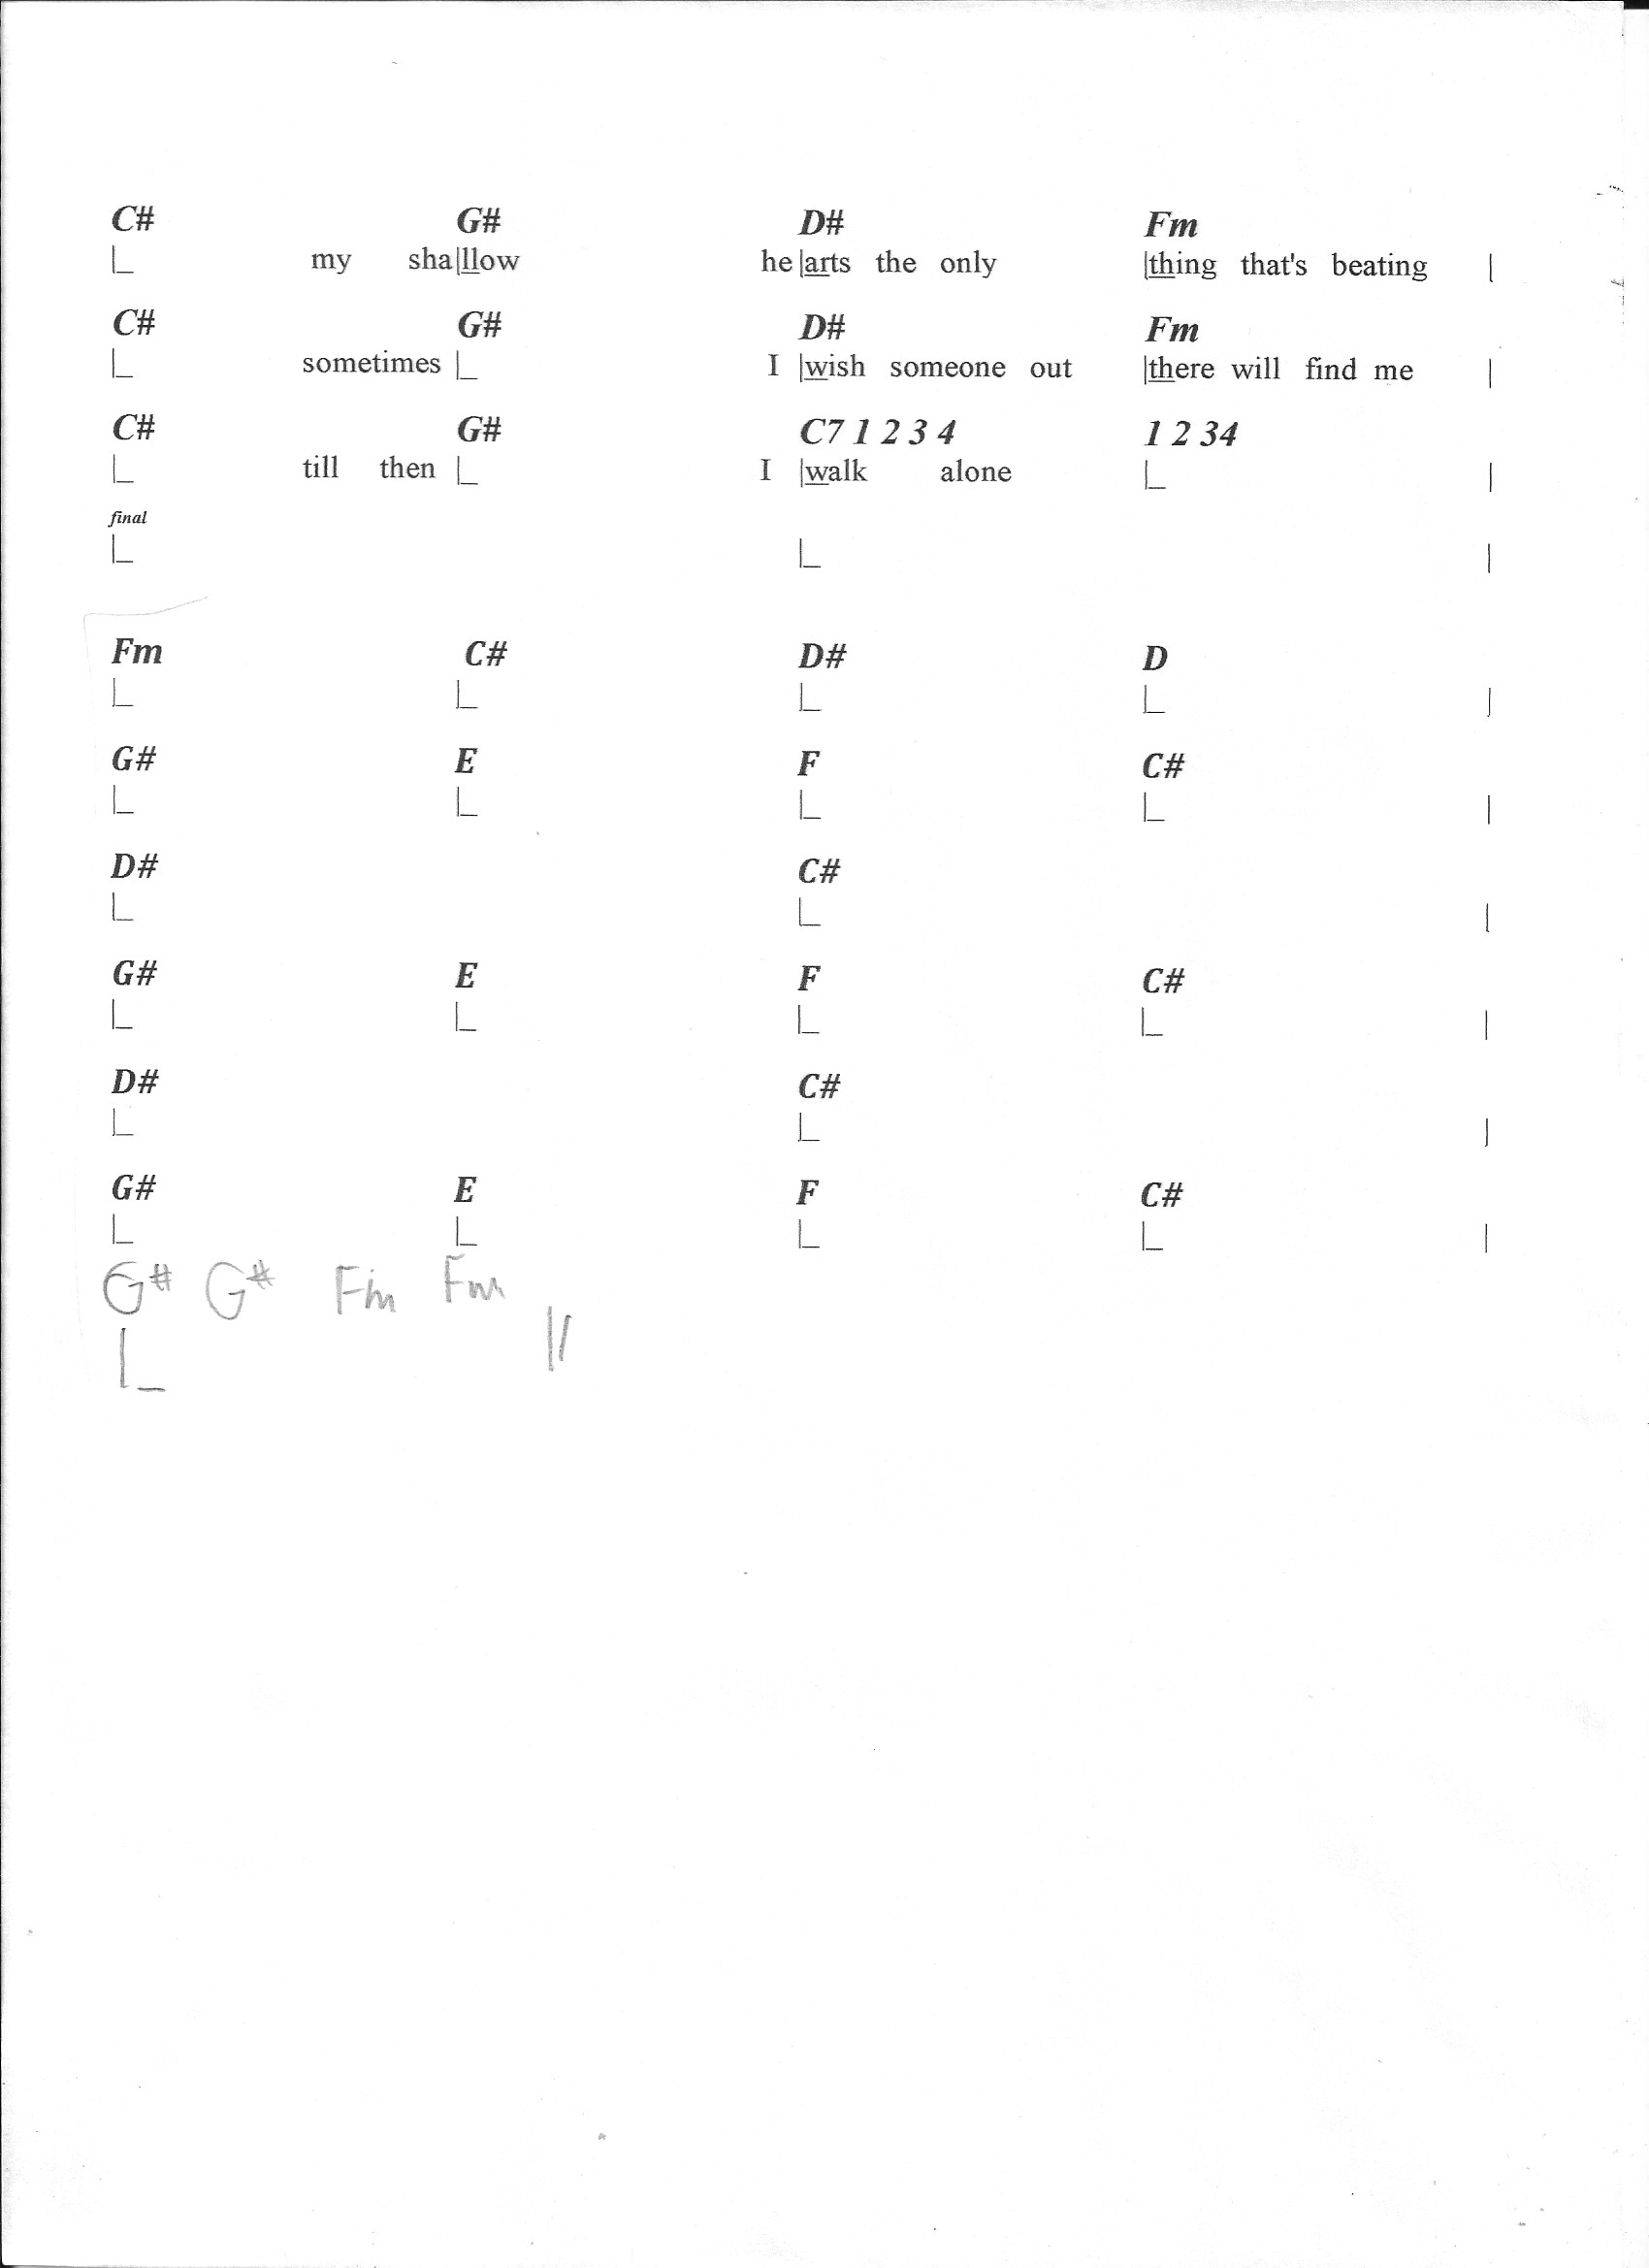 C# G# D# Fm
my sha|llow he|arts the only |thing that's beating |
C# G# D# Fm
sometimes I |wish someone out |there will find me |
C# G# C7 1 2 3 4 1 2 34
till then I |walk alone |
final
Fm C# D# D
G# E F C#
D# C#
G# E F C#
D# C#
G# E F C#
G# G# Fm Fm